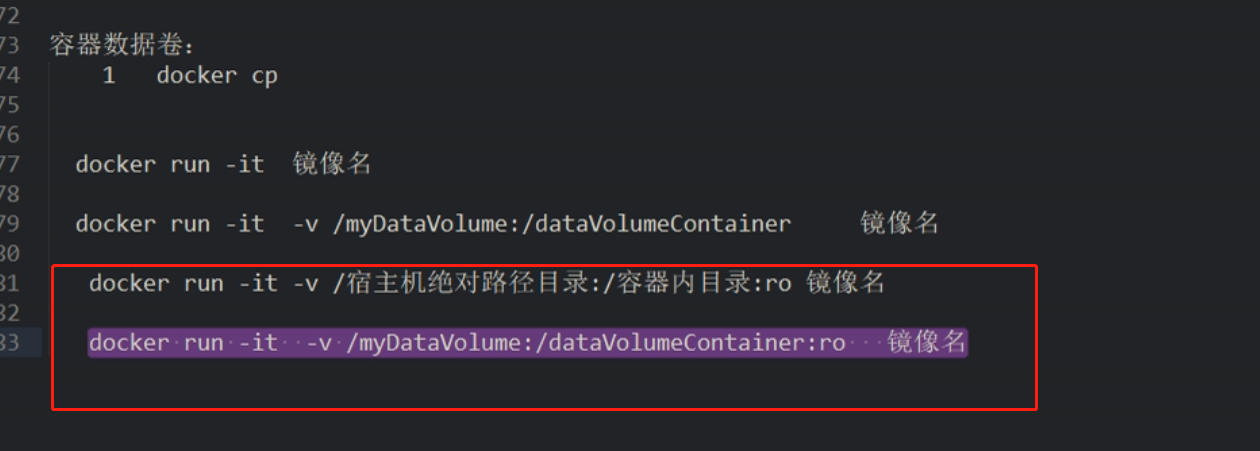 72
73 容器数据卷:
74 1 docker cp
75
76
77 docker run -it 镜像名
78
79 docker run -it -v /myDataVolume:/dataVolumeContainer 镜像名
80
81 docker run -it -v /宿主机绝对路径目录:/容器内目录:ro 镜像名
82
83 docker run -it -v /myDataVolume:/dataVolumeContainer:ro 镜像名